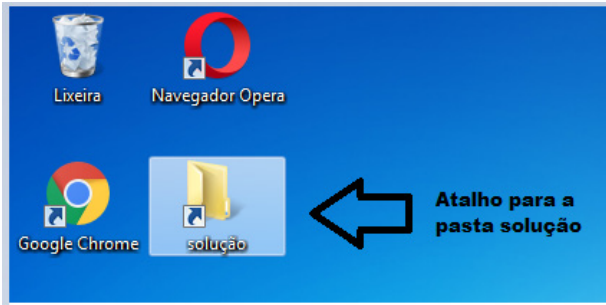 Lixeira
Navegador Opera
Google Chrome
solução
Atalho para a
pasta solução